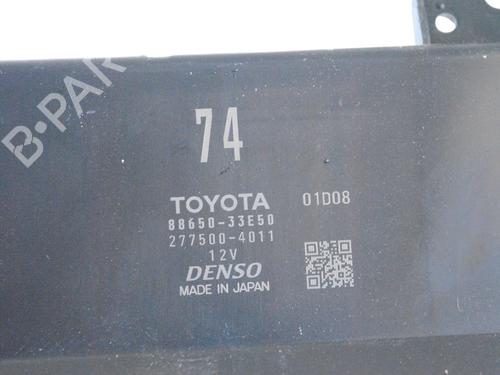 B-PAR
74
TOYOTA 01D08
88650-33E50
277500-4011
12V
DENSO
MADE IN JAPAN